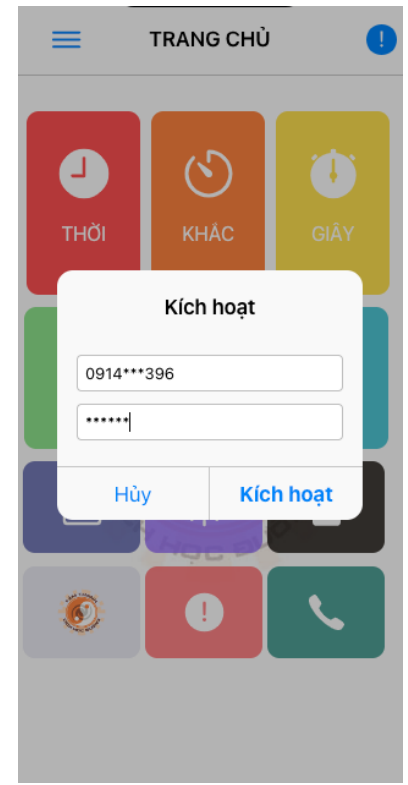 TRANG CHỦ
THỜI
KHÁC
GIÂY
Kích hoạt
0914***396
******
Hủy
Kích hoạt